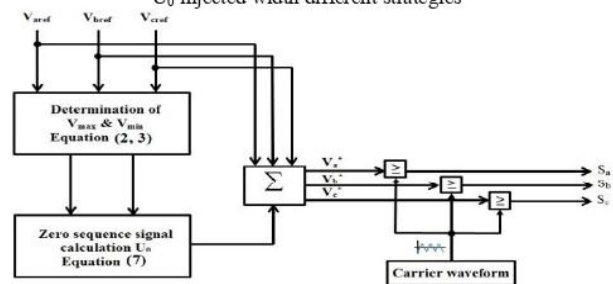 U₀ injected width different strategies
Varef Vbref Vcref
Determination of
Vmax & Vmin
Equation (2, 3)
Zero sequence signal
calculation U₀
Equation (7)
Σ
Va*
Vb*
Vc*
≥
≥
≥
Sa
Sb
Sc
Carrier waveform